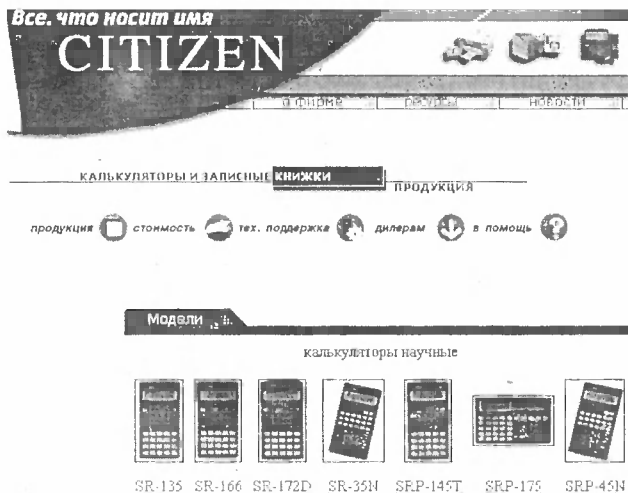 Все, что носит имя
CITIZEN
о фирме ресурсы новости
КАЛЬКУЛЯТОРЫ И ЗАПИСНЫЕ КНИЖКИ
ПРОДУКЦИЯ
продукция стоимость тех. поддержка дилерам в помощь
Модели
калькуляторы научные
SR-135 SR-166 SR-172D SR-35N SRP-145T SRP-175 SRP-45N